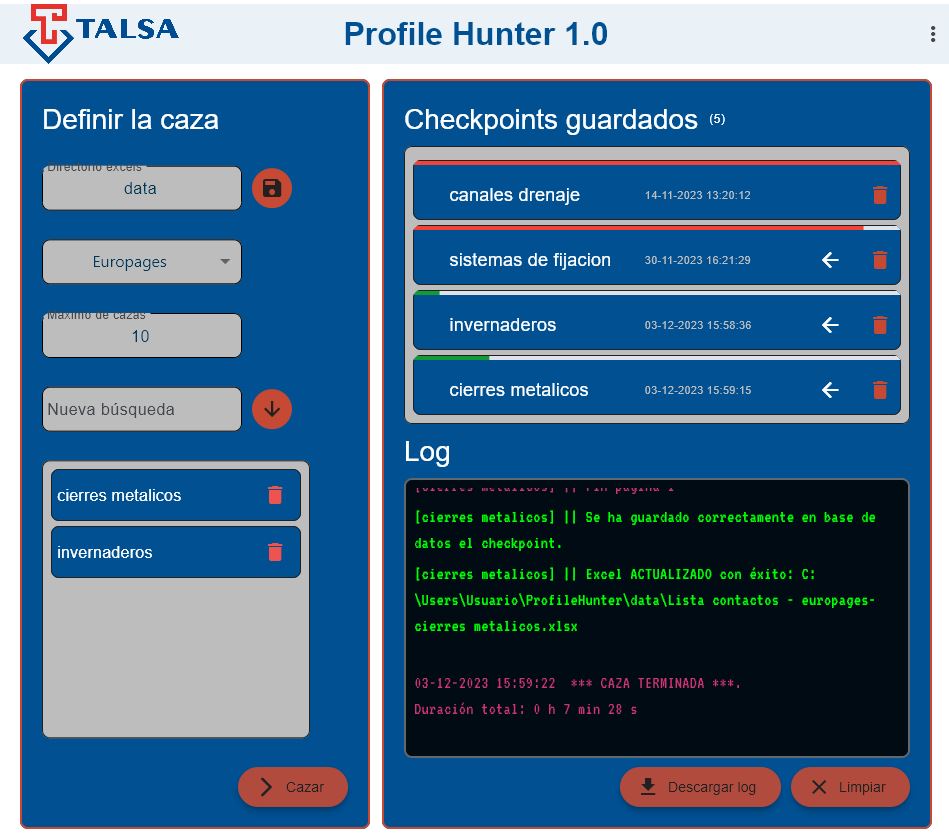 TALSA
Profile Hunter 1.0
Definir la caza
Directorio excels
data
Europages
Máximo de cazas
10
Nueva búsqueda
cierres metalicos
invernaderos
Cazar
Checkpoints guardados (5)
canales drenaje 14-11-2023 13:20:12
sistemas de fijacion 30-11-2023 16:21:29
invernaderos 03-12-2023 15:58:36
cierres metalicos 03-12-2023 15:59:15
Log
[cierres metalicos] || Fin pagina 1
[cierres metalicos] || Se ha guardado correctamente en base de
datos el checkpoint.
[cierres metalicos] || Excel ACTUALIZADO con éxito: C:
\Users\Usuario\ProfileHunter\data\Lista contactos - europages-
cierres metalicos.xlsx
03-12-2023 15:59:22 *** CAZA TERMINADA ***.
Duración total: 0 h 7 min 28 s
Descargar log
Limpiar